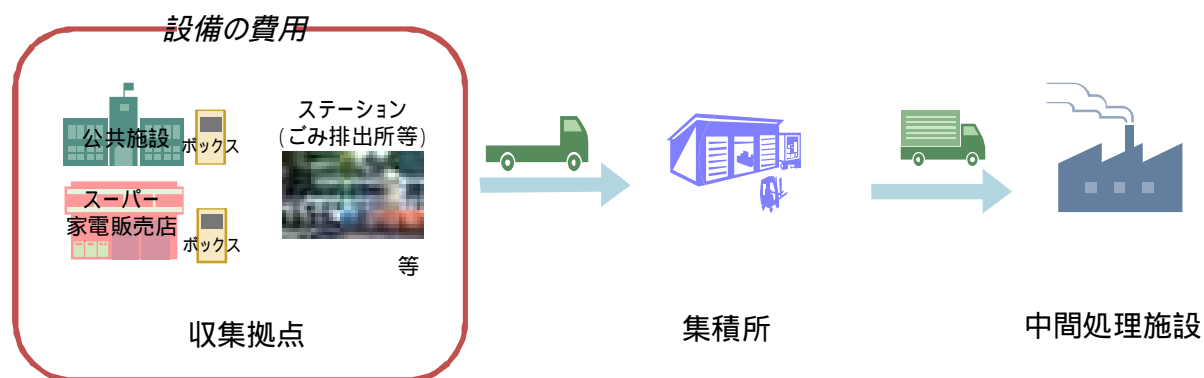 設備の費用
公共施設
ボックス
ステーション
(ごみ排出所等)
スーパー
家電販売店
ボックス
等
収集拠点
集積所
中間処理施設